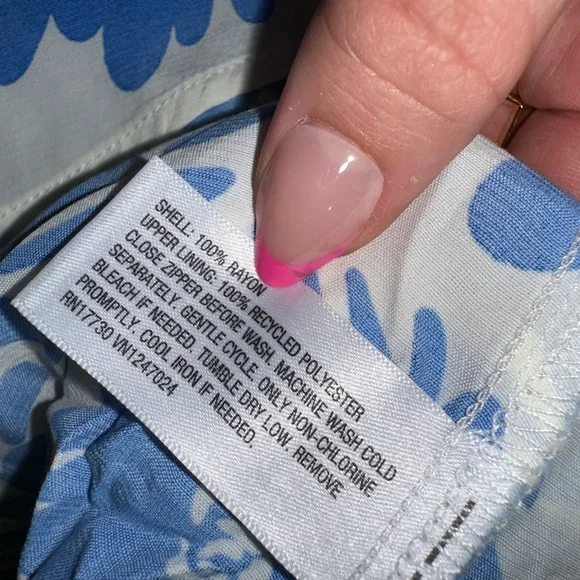 SHELL: 100% RAYON
UPPER LINING: 100% RECYCLED POLYESTER
CLOSE ZIPPER BEFORE WASH. MACHINE WASH COLD
SEPARATELY. GENTLE CYCLE. ONLY NON-CHLORINE
BLEACH IF NEEDED. TUMBLE DRY LOW. REMOVE
PROMPTLY. COOL IRON IF NEEDED.
RN17730 VN1247024